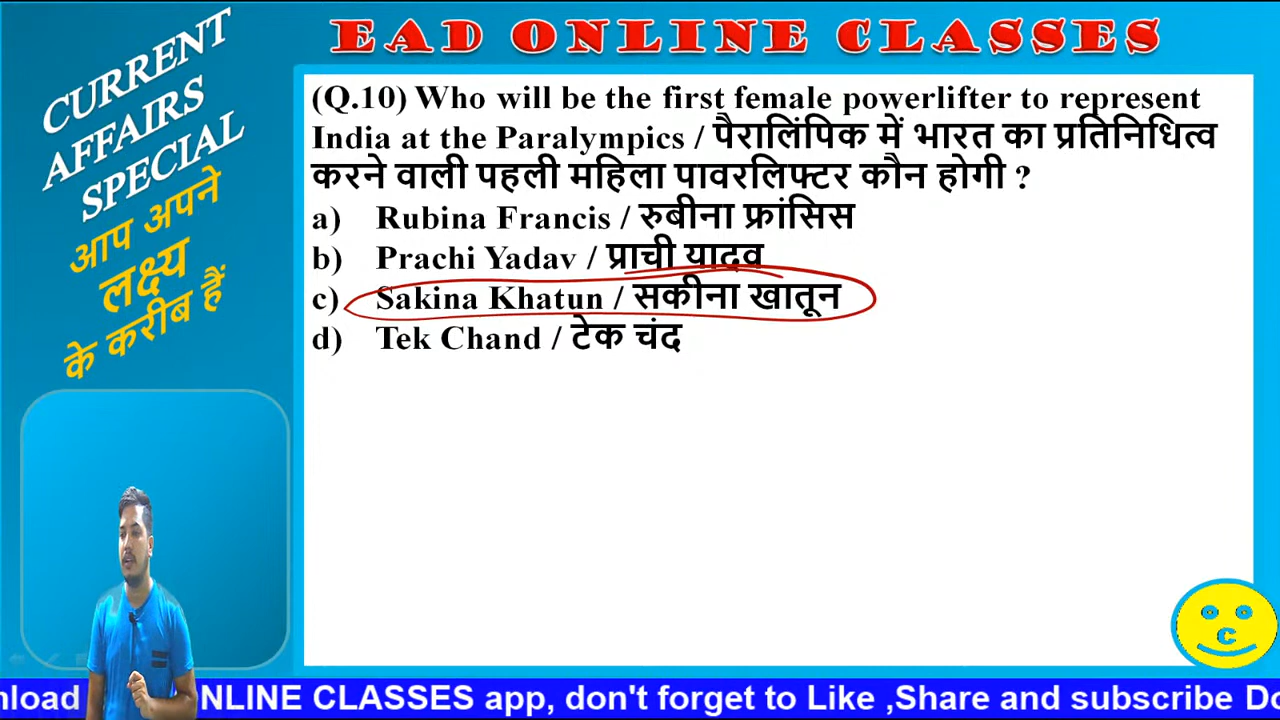 EAD ONLINE CLASSES
CURRENT
AFFAIRS
SPECIAL
आप अपने
लक्ष्य
के करीब हैं
(Q.10) Who will be the first female powerlifter to represent
India at the Paralympics / पैरालिंपिक में भारत का प्रतिनिधित्व
करने वाली पहली महिला पावरलिफ्टर कौन होगी ?
a) Rubina Francis / रुबीना फ्रांसिस
b) Prachi Yadav / प्राची यादव
c) Sakina Khatun / सकीना खातून
d) Tek Chand / टेक चंद
c
nload ONLINE CLASSES app, don't forget to Like ,Share and subscribe Do